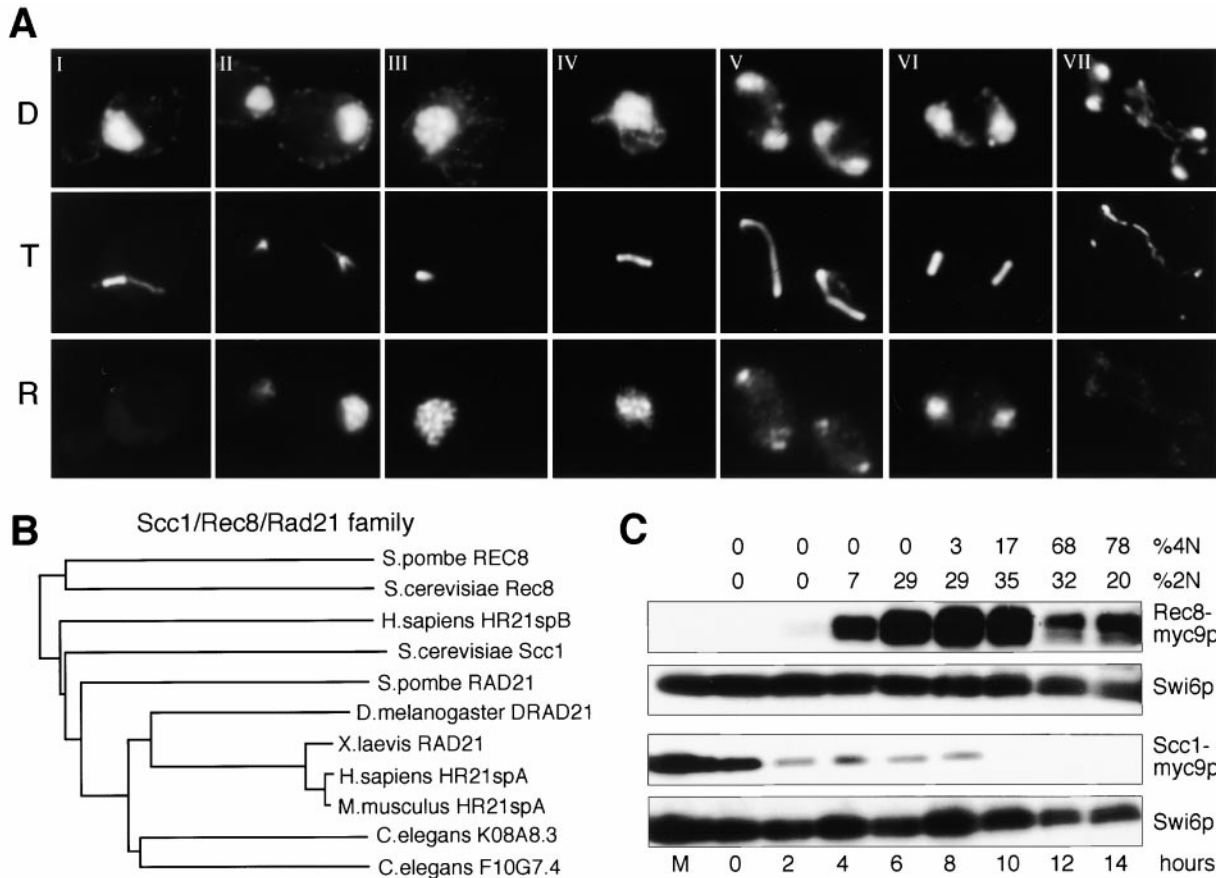 A
I II III IV V VI VII
D
T
R
B
Scc1/Rec8/Rad21 family
S.pombe REC8
S.cerevisiae Rec8
H.sapiens HR21spB
S.cerevisiae Scc1
S.pombe RAD21
D.melanogaster DRAD21
X.laevis RAD21
H.sapiens HR21spA
M.musculus HR21spA
C.elegans K08A8.3
C.elegans F10G7.4
C
0 0 0 0 3 17 68 78 %4N
0 0 7 29 29 35 32 20 %2N
Rec8-
myc9p
Swi6p
Scc1-
myc9p
Swi6p
M 0 2 4 6 8 10 12 14 hours